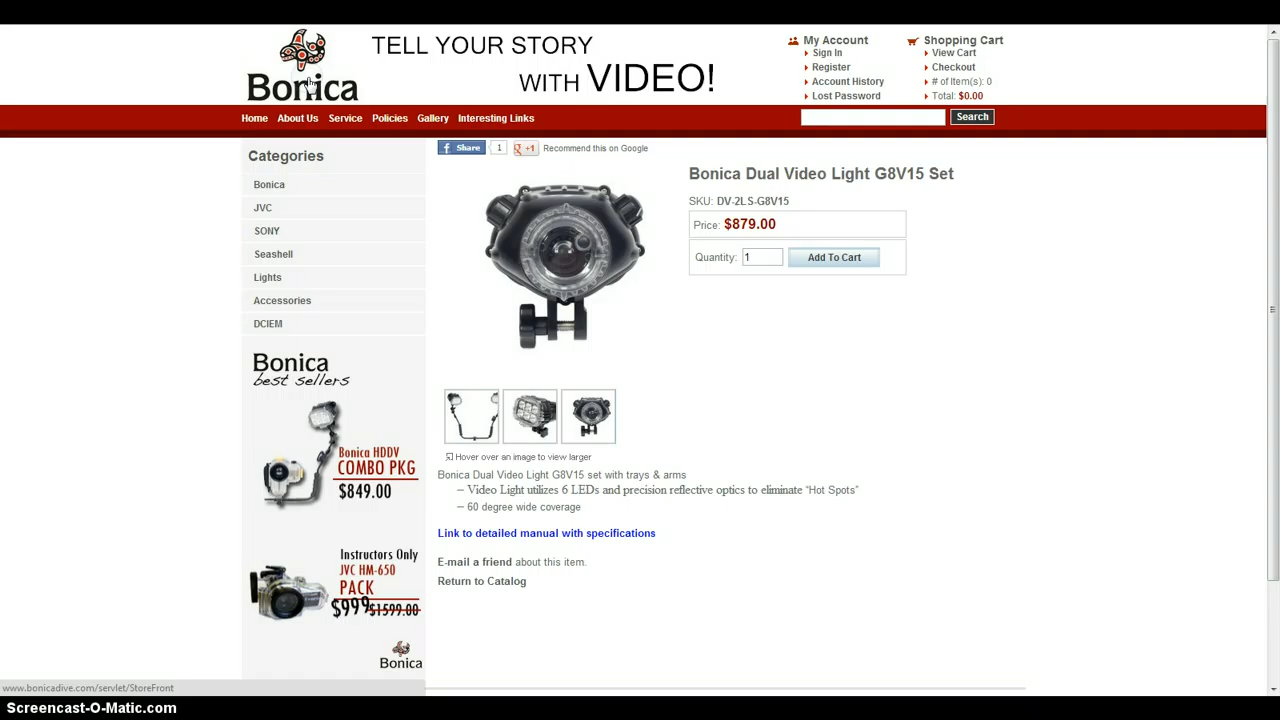 Bonica
TELL YOUR STORY
WITH VIDEO!
My Account
Sign In
Register
Account History
Lost Password
Shopping Cart
View Cart
Checkout
# of Item(s): 0
Total: $0.00
Home About Us Service Policies Gallery Interesting Links
Search
Categories
Bonica
JVC
SONY
Seashell
Lights
Accessories
DCIEM
Bonica
best sellers
Bonica HDDV
COMBO PKG
$849.00
Instructors Only
JVC HM-650
PACK
$999 $1599.00
Bonica
f Share 1 g +1 Recommend this on Google
Bonica Dual Video Light G8V15 Set
SKU: DV-2LS-G8V15
Price: $879.00
Quantity: 1 Add To Cart
Hover over an image to view larger
Bonica Dual Video Light G8V15 set with trays & arms
– Video Light utilizes 6 LEDs and precision reflective optics to eliminate “Hot Spots”
– 60 degree wide coverage
Link to detailed manual with specifications
E-mail a friend about this item.
Return to Catalog
www.bonicadive.com/servlet/StoreFront
Screencast-O-Matic.com